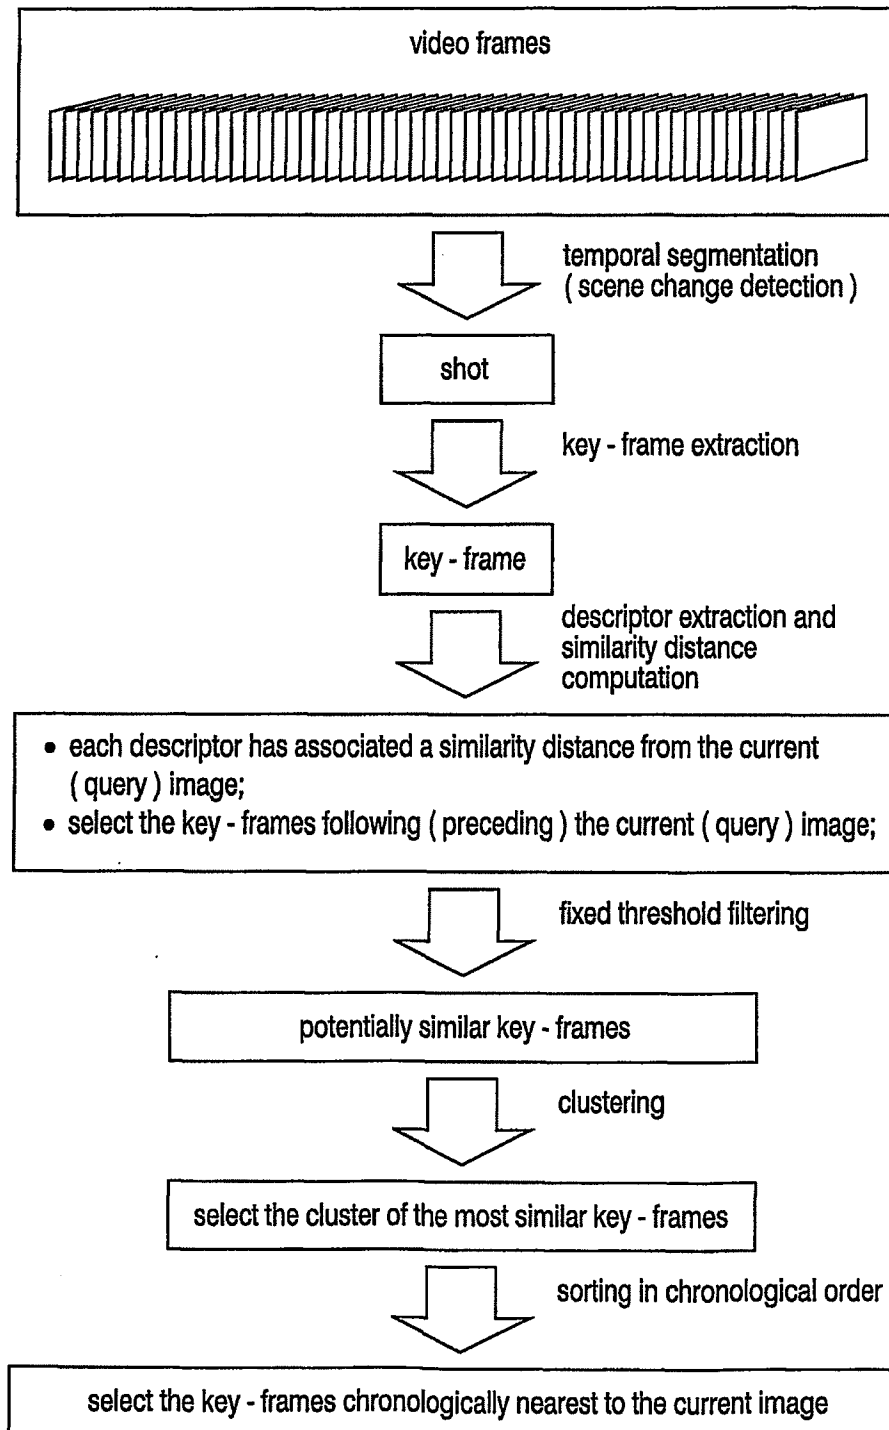 video frames
temporal segmentation
( scene change detection )
shot
key - frame extraction
key - frame
descriptor extraction and
similarity distance
computation
• each descriptor has associated a similarity distance from the current
( query ) image;
• select the key - frames following ( preceding ) the current ( query ) image;
fixed threshold filtering
potentially similar key - frames
clustering
select the cluster of the most similar key - frames
sorting in chronological order
select the key - frames chronologically nearest to the current image